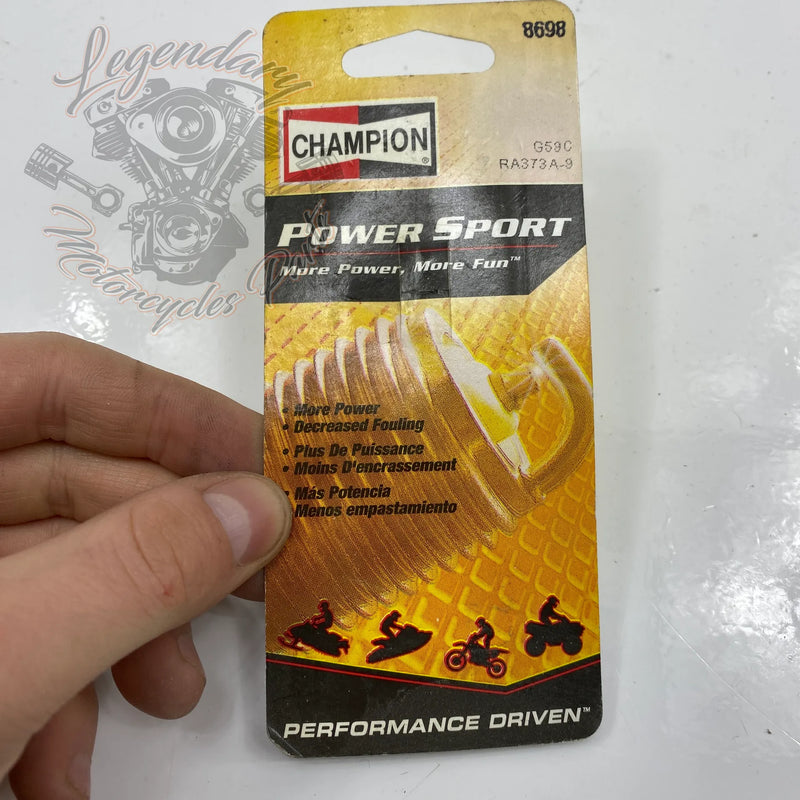 Legendary
Motorcycles Parts
8698
CHAMPION®
G59C
RA373A-9
POWER SPORT
MORE POWER, MORE FUN™
• More Power
• Decreased Fouling
• Plus De Puissance
• Moins D'encrassement
• Más Potencia
Menos empastamiento
PERFORMANCE DRIVEN™